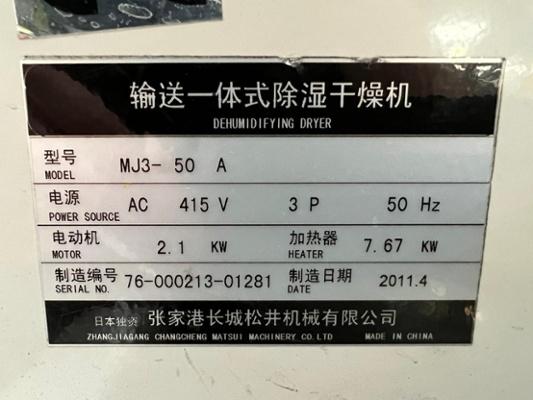 输送一体式除湿干燥机
DEHUMIDIFYING DRYER
型号 MJ3- 50 A
MODEL
电源 AC 415 V 3 P 50 Hz
POWER SOURCE
电动机 2.1 KW 加热器 7.67 KW
MOTOR HEATER
制造编号 76-000213-01281 制造日期 2011.4
SERIAL NO. DATE
日本独资 张家港长城松井机械有限公司
ZHANGJIAGANG CHANGCHENG MATSUI MACHINERY CO.LTD MADE IN CHINA